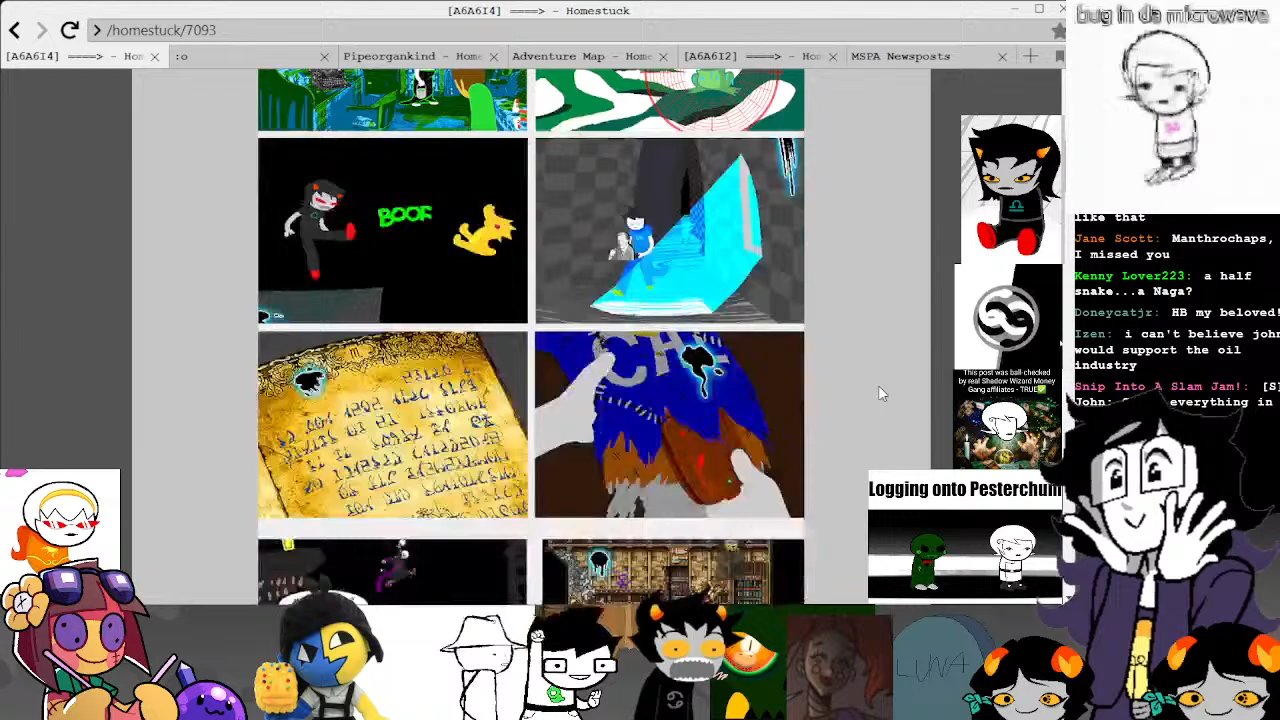 [A6A6I4] ====> - Homestuck
/homestuck/7093
[A6A6I4] ====> - Hom
:o
Pipeorgankind - Home
Adventure Map - Home
[A6A6I2] ====> - Hom
MSPA Newsposts
bug in da microwave
like that
Jane Scott: Manthrochaps,
I missed you
Kenny Lover223: a half
snake...a Naga?
Doneycatjr: HB my beloved!
Izen: i can't believe john
would support the oil
industry
Snip Into A Slam Jam!: [S]
everything in
BOOF
This post was ball-checked
by real Shadow Wizard Money
Gang affiliates - TRUE✅
Logging onto Pesterchum
LUNA